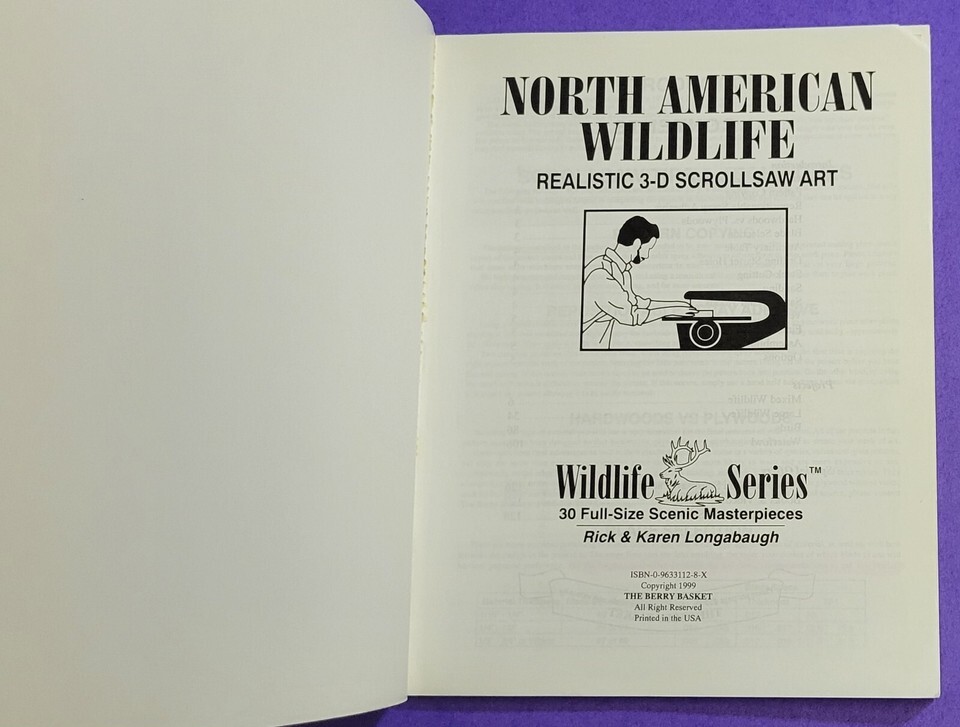 NORTH AMERICAN
WILDLIFE
REALISTIC 3-D SCROLLSAW ART
Wildlife Series™
30 Full-Size Scenic Masterpieces
Rick & Karen Longabaugh
ISBN-0-9633112-8-X
Copyright 1999
THE BERRY BASKET
All Right Reserved
Printed in the USA